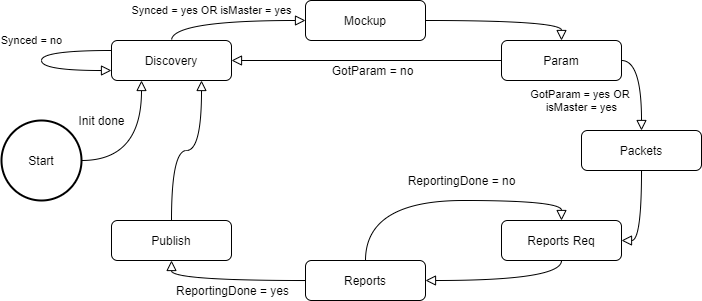 Synced = yes OR isMaster = yes
Mockup
Synced = no
Discovery
Param
GotParam = no
GotParam = yes OR
isMaster = yes
Init done
Start
Packets
ReportingDone = no
Publish
Reports Req
Reports
ReportingDone = yes